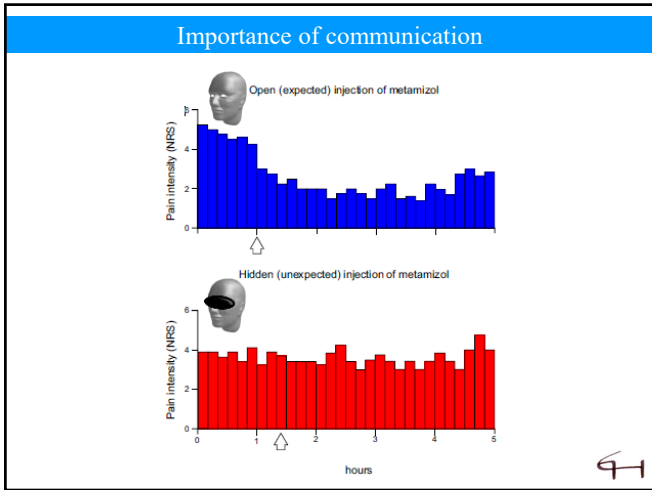 Importance of communication
Open (expected) injection of metamizol
Pain intensity (NRS)
4
2
0
Hidden (unexpected) injection of metamizol
Pain intensity (NRS)
6
4
2
0
0 1 2 3 4 5
hours